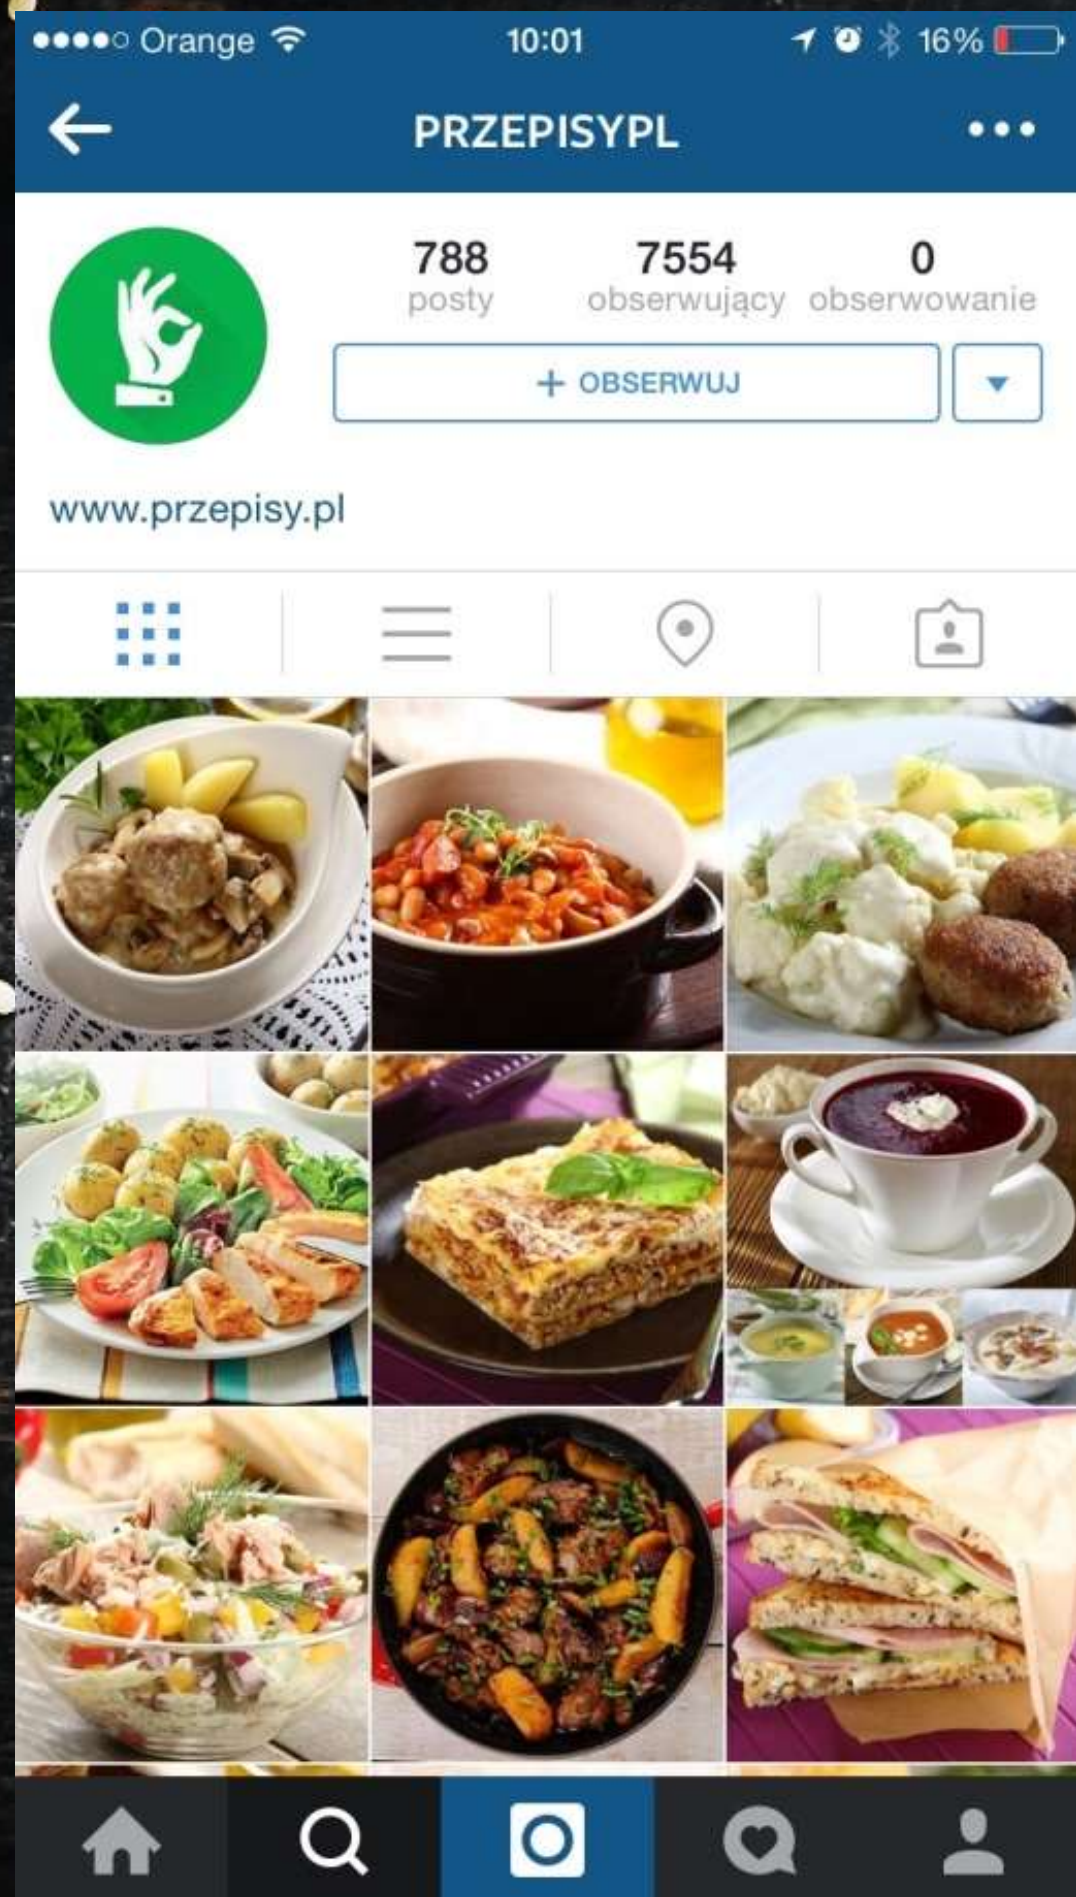 Orange 10:01 16%
PRZEPISYPL
788 7554 0
posty obserwujący obserwowanie
+ OBSERWUJ
www.przepisy.pl